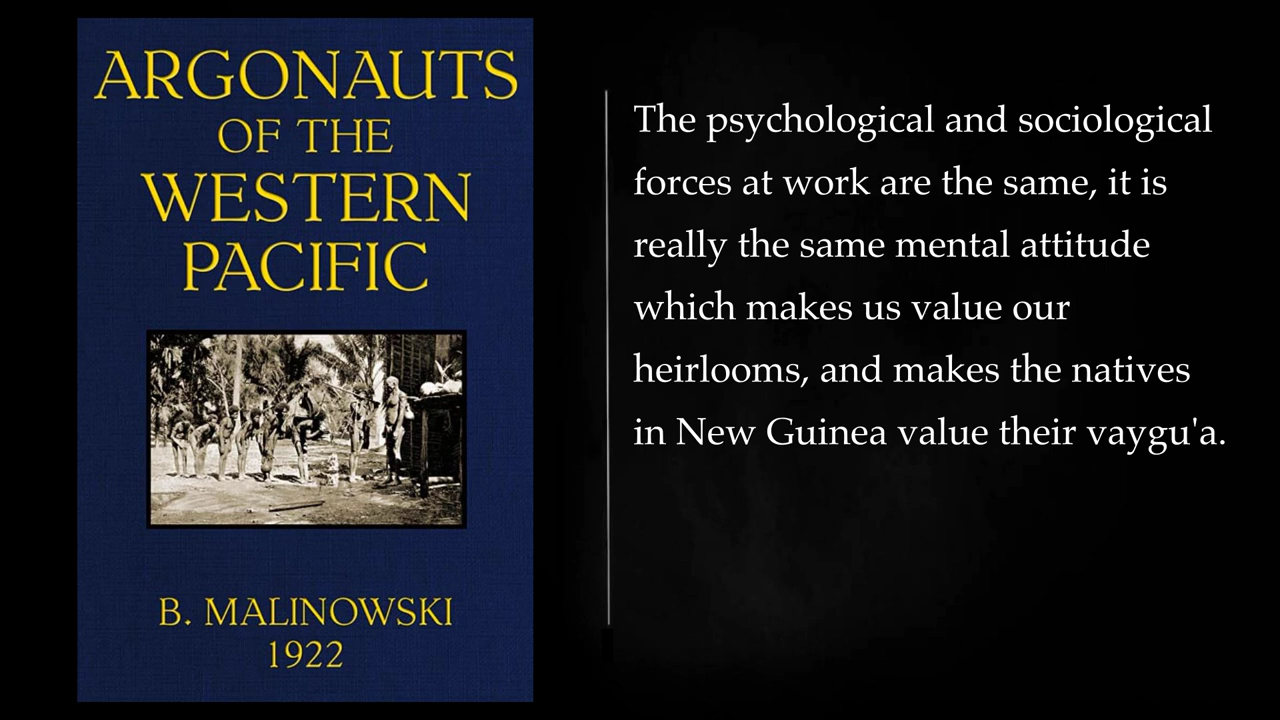 ARGONAUTS
OF THE
WESTERN
PACIFIC
B. MALINOWSKI
1922
The psychological and sociological
forces at work are the same, it is
really the same mental attitude
which makes us value our
heirlooms, and makes the natives
in New Guinea value their vaygu'a.